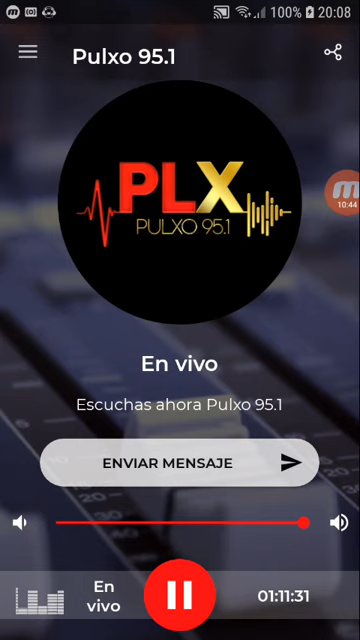 100% 20:08
Pulxo 95.1
PLX
PULXO 95.1
10:44
En vivo
Escuchas ahora Pulxo 95.1
ENVIAR MENSAJE
En
vivo
01:11:31